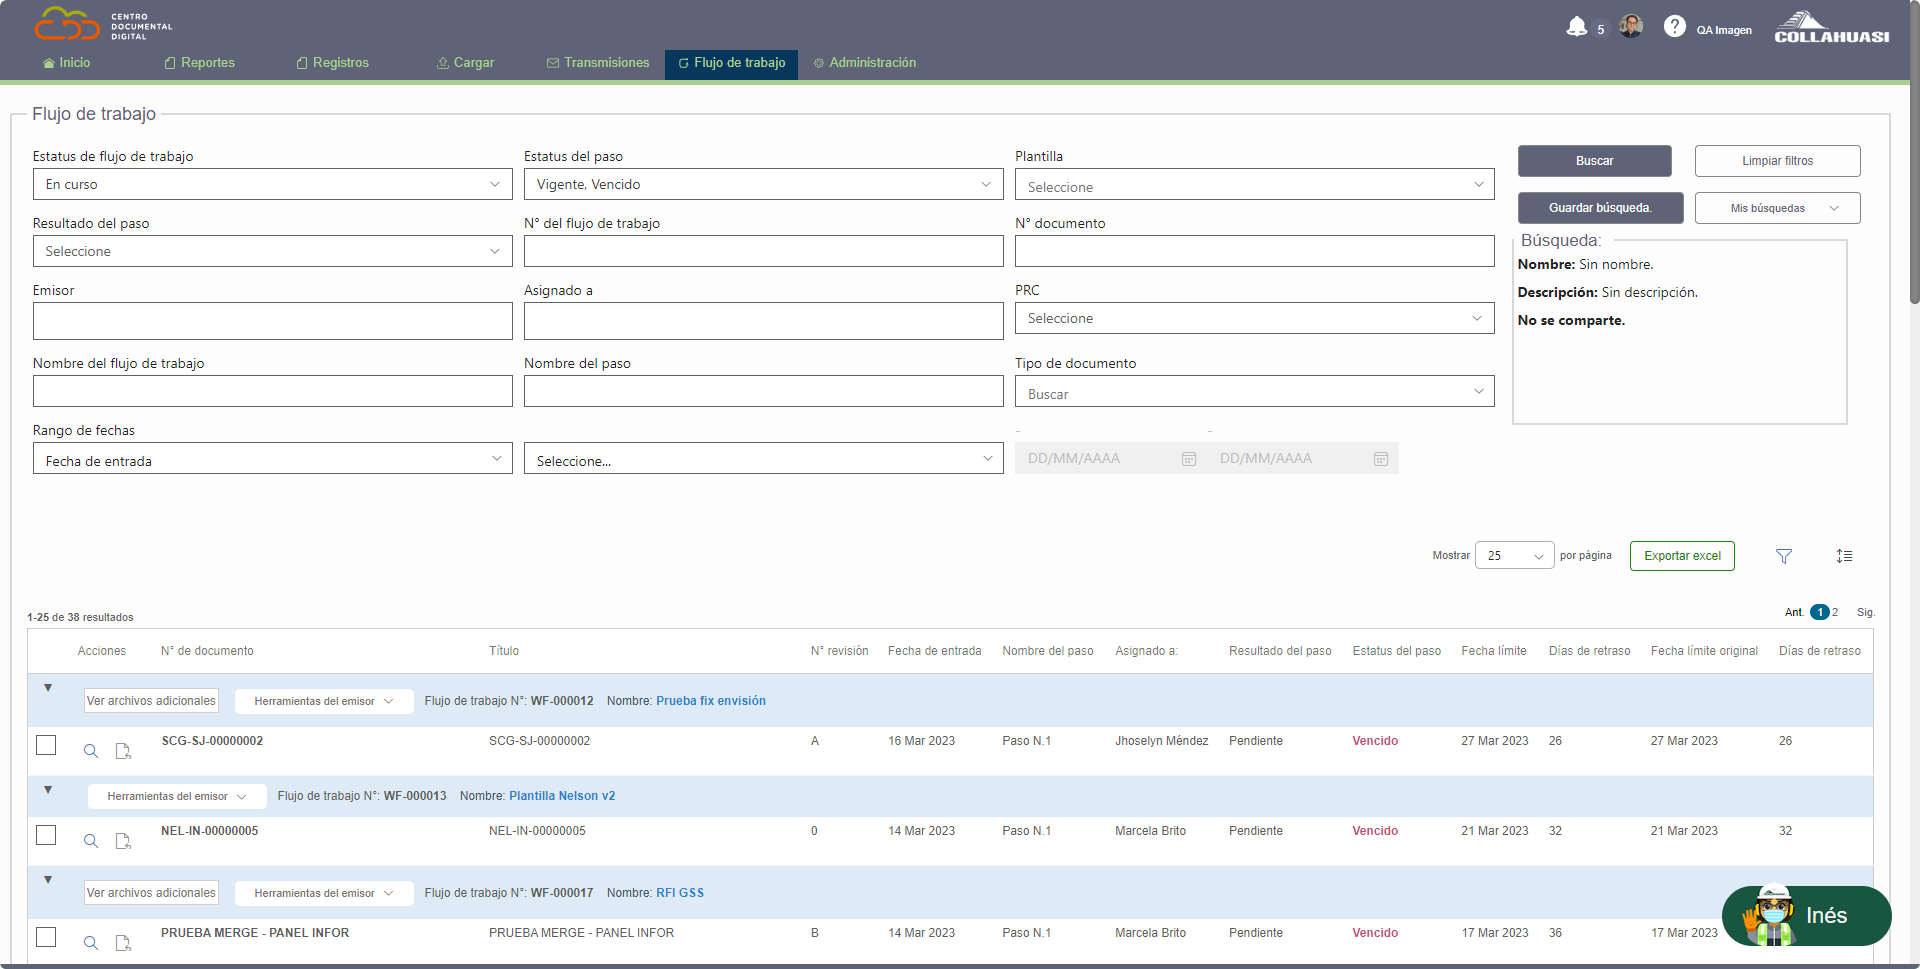 CENTRO
DOCUMENTAL
DIGITAL
5
QA Imagen
COLLAHUASI
Inicio
Reportes
Registros
Cargar
Transmisiones
Flujo de trabajo
Administración
Flujo de trabajo
Estatus de flujo de trabajo
En curso
Estatus del paso
Vigente, Vencido
Plantilla
Seleccione
Buscar
Limpiar filtros
Guardar búsqueda.
Mis búsquedas
Resultado del paso
Seleccione
N° del flujo de trabajo
N° documento
Búsqueda:
Nombre: Sin nombre.
Descripción: Sin descripción.
No se comparte.
Emisor
Asignado a
PRC
Seleccione
Nombre del flujo de trabajo
Nombre del paso
Tipo de documento
Buscar
Rango de fechas
Fecha de entrada
Seleccione...
- -
DD/MM/AAAA
DD/MM/AAAA
Mostrar 25 por página
Exportar excel
1-25 de 38 resultados
Ant. 1 2 Sig.
Acciones N° de documento Título N° revisión Fecha de entrada Nombre del paso Asignado a: Resultado del paso Estatus del paso Fecha límite Días de retraso Fecha límite original Días de retraso
Ver archivos adicionales Herramientas del emisor Flujo de trabajo N°: WF-000012 Nombre: Prueba fix envisión
SCG-SJ-00000002 SCG-SJ-00000002 A 16 Mar 2023 Paso N.1 Jhoselyn Méndez Pendiente Vencido 27 Mar 2023 26 27 Mar 2023 26
Herramientas del emisor Flujo de trabajo N°: WF-000013 Nombre: Plantilla Nelson v2
NEL-IN-00000005 NEL-IN-00000005 0 14 Mar 2023 Paso N.1 Marcela Brito Pendiente Vencido 21 Mar 2023 32 21 Mar 2023 32
Ver archivos adicionales Herramientas del emisor Flujo de trabajo N°: WF-000017 Nombre: RFI GSS
PRUEBA MERGE - PANEL INFOR PRUEBA MERGE - PANEL INFOR B 14 Mar 2023 Paso N.1 Marcela Brito Pendiente Vencido 17 Mar 2023 36 17 Mar 2023
Inés